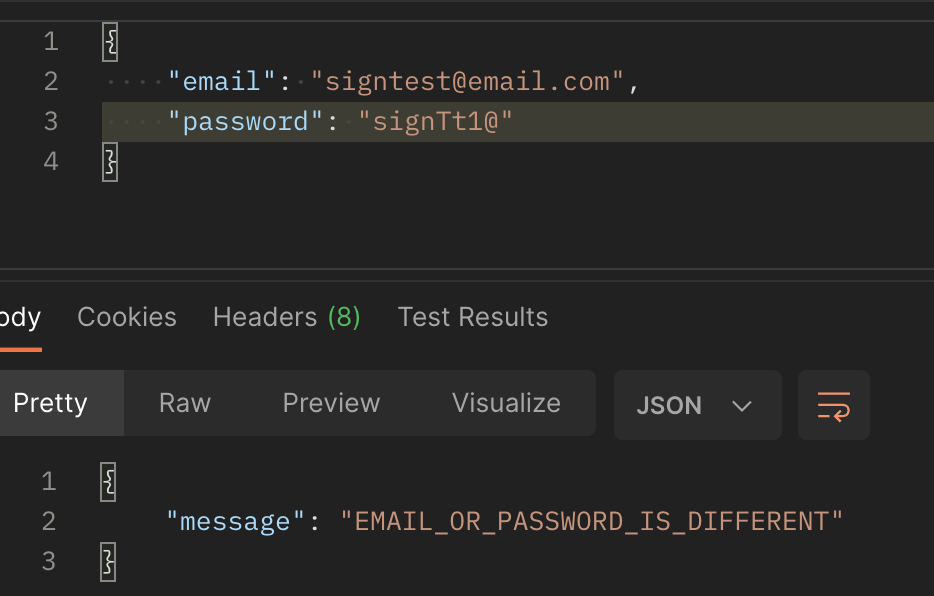 1 {
2 "email": "signtest@email.com",
3 "password": "signTt1@"
4 }
ody Cookies Headers (8) Test Results
Pretty Raw Preview Visualize JSON
1 {
2 "message": "EMAIL_OR_PASSWORD_IS_DIFFERENT"
3 }